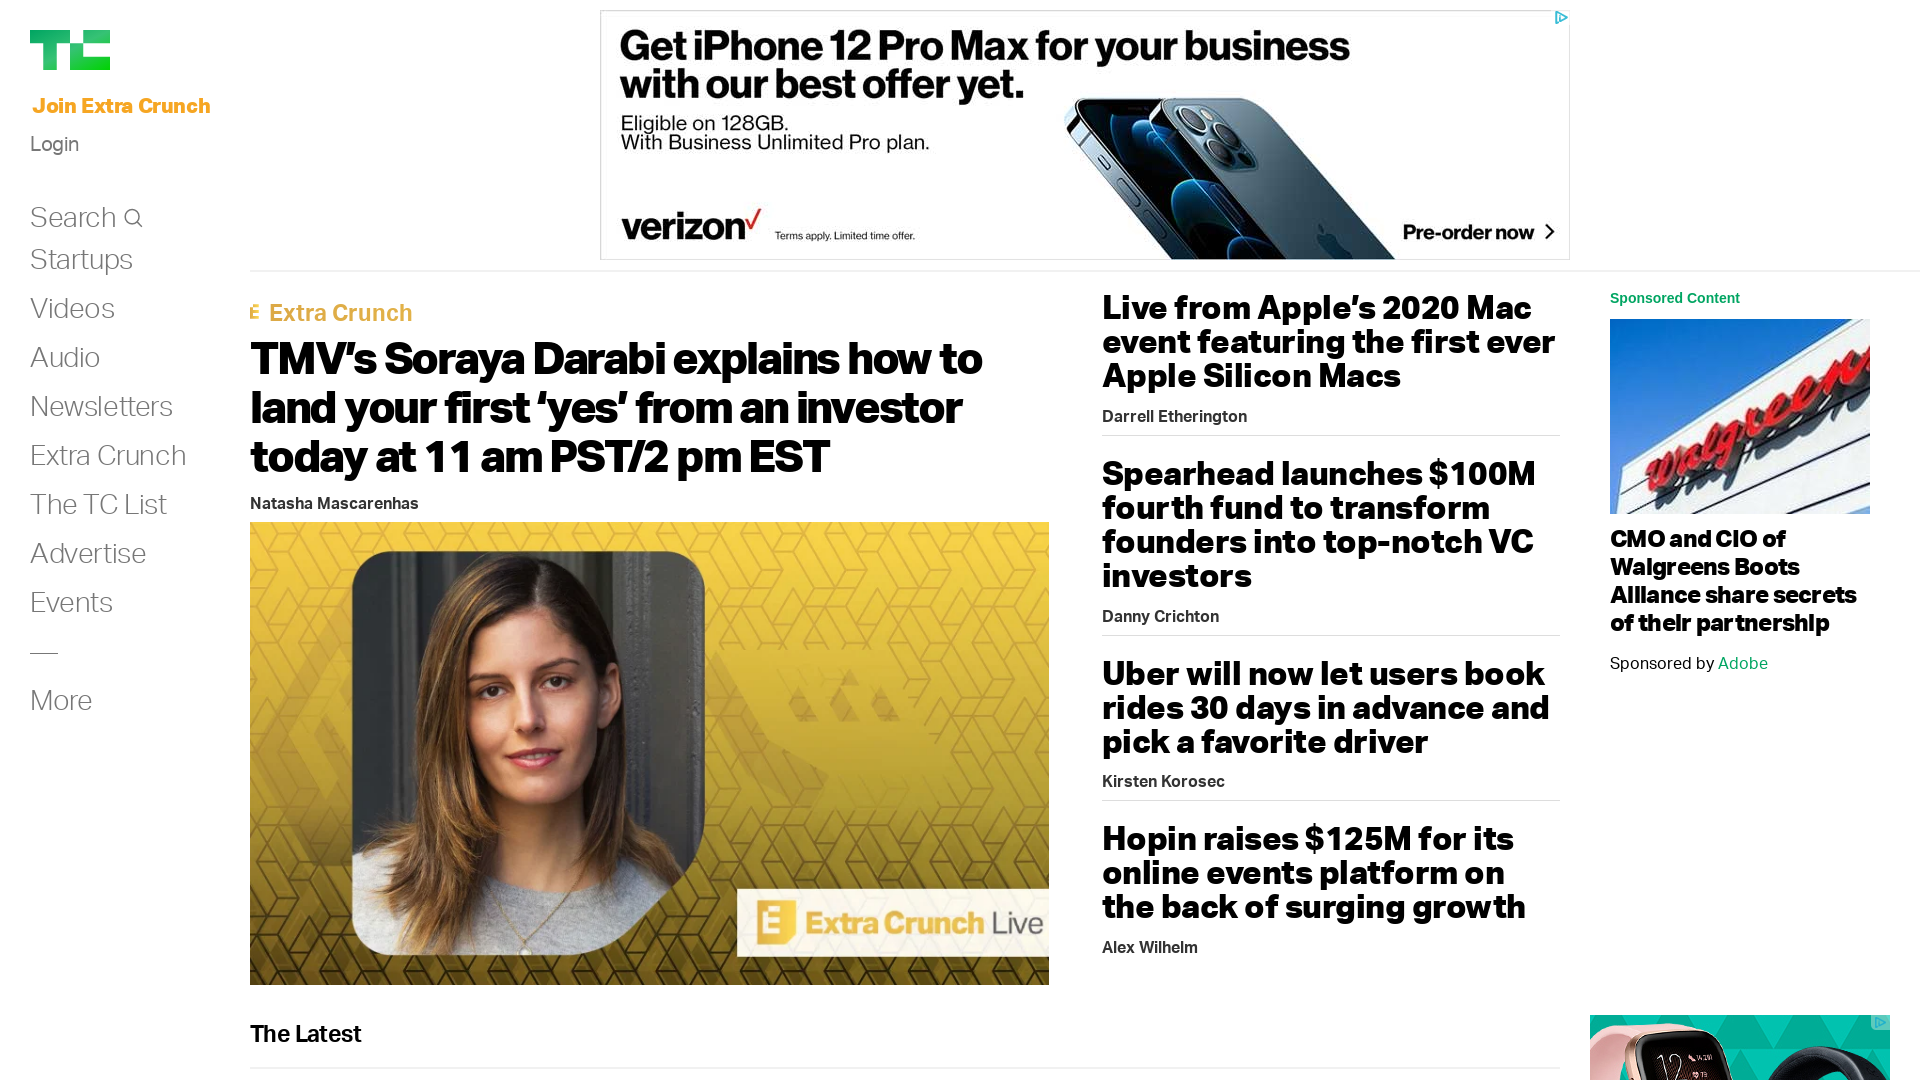 TC
Join Extra Crunch
Login
Search
Startups
Videos
Audio
Newsletters
Extra Crunch
The TC List
Advertise
Events
More
Get iPhone 12 Pro Max for your business
with our best offer yet.
Eligible on 128GB.
With Business Unlimited Pro plan.
verizon
Terms apply. Limited time offer.
Pre-order now
Extra Crunch
TMV’s Soraya Darabi explains how to
land your first ‘yes’ from an investor
today at 11 am PST/2 pm EST
Natasha Mascarenhas
Extra Crunch Live
Live from Apple’s 2020 Mac
event featuring the first ever
Apple Silicon Macs
Darrell Etherington
Spearhead launches $100M
fourth fund to transform
founders into top-notch VC
investors
Danny Crichton
Uber will now let users book
rides 30 days in advance and
pick a favorite driver
Kirsten Korosec
Hopin raises $125M for its
online events platform on
the back of surging growth
Alex Wilhelm
Sponsored Content
Walgreens
CMO and CIO of
Walgreens Boots
Alliance share secrets
of their partnership
Sponsored by Adobe
The Latest